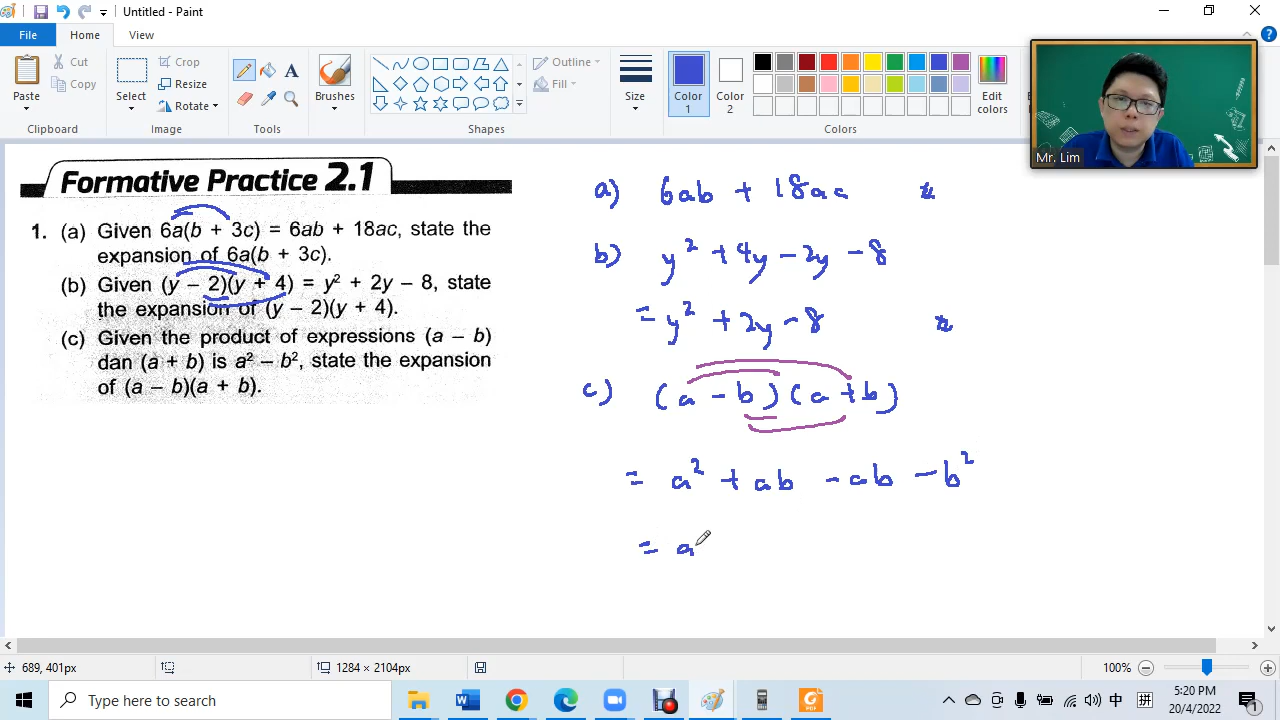 Untitled - Paint
File Home View
Paste
Cut
Copy
Clipboard
Select
Crop
Resize
Rotate
Image
Tools
Brushes
Shapes
Outline
Fill
Size
Color 1
Color 2
Edit colors
Colors
Mr. Lim
Formative Practice 2.1
1. (a) Given 6a(b + 3c) = 6ab + 18ac, state the
expansion of 6a(b + 3c).
(b) Given (y – 2)(y + 4) = y² + 2y – 8, state
the expansion of (y – 2)(y + 4).
(c) Given the product of expressions (a – b)
dan (a + b) is a² – b², state the expansion
of (a – b)(a + b).
a) 6ab + 18ac
b) y² + 4y - 2y - 8
= y² + 2y - 8
c) (a - b)(a + b)
= a² + ab - ab - b²
= a
689, 401px
1284 × 2104px
100%
Type here to search
中
拼
5:20 PM
20/4/2022
1